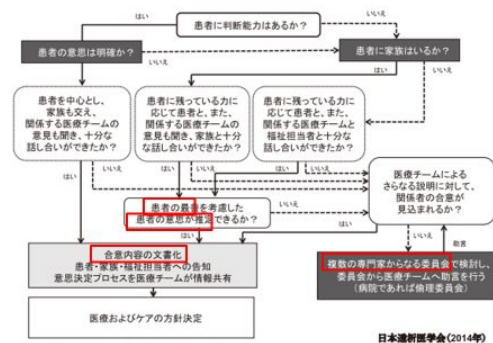 患者に判断能力はあるか?
はい
いいえ
患者の意思は明確か?
いいえ
患者に家族はいるか?
はい
はい
いいえ
患者を中心とし、
家族も交え、
関係する医療チームの
意見も聞き、十分な
話し合いができたか?
患者に残っている力に
応じて患者と、また、
関係する医療チームの
意見も聞き、家族と十分
な話し合いができたか?
患者に残っている力に
応じて患者と、また、
関係する医療チームと
福祉担当者と十分な
話し合いができたか?
いいえ
いいえ
いいえ
医療チームによる
さらなる説明に対して、
関係者の合意が
見込まれるか?
はい
はい
はい
患者の最善を考慮した
患者の意思が推定できるか?
いいえ
はい
はい
いいえ
助言
合意内容の文書化
患者・家族・福祉担当者への告知
意思決定プロセスを医療チームが情報共有
複数の専門家からなる委員会で検討し、
委員会から医療チームへ助言を行う
(病院であれば倫理委員会)
医療およびケアの方針決定
日本透析医学会(2014年)